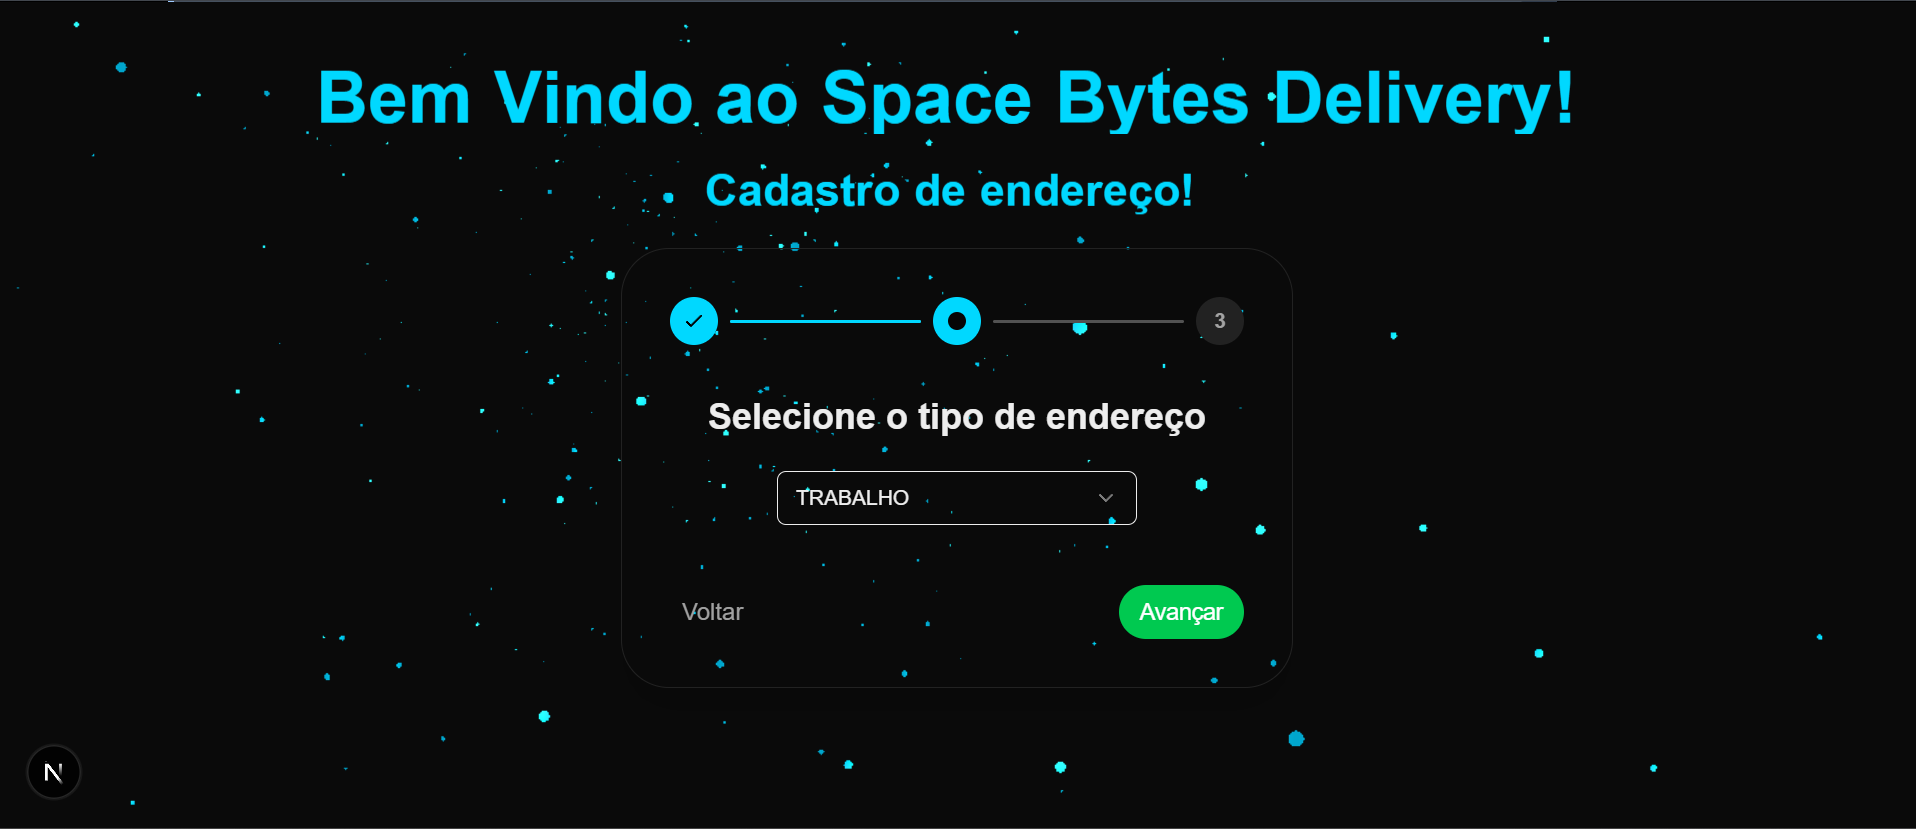 Bem Vindo ao Space Bytes Delivery!
Cadastro de endereço!
3
Selecione o tipo de endereço
TRABALHO
Voltar
Avançar
N